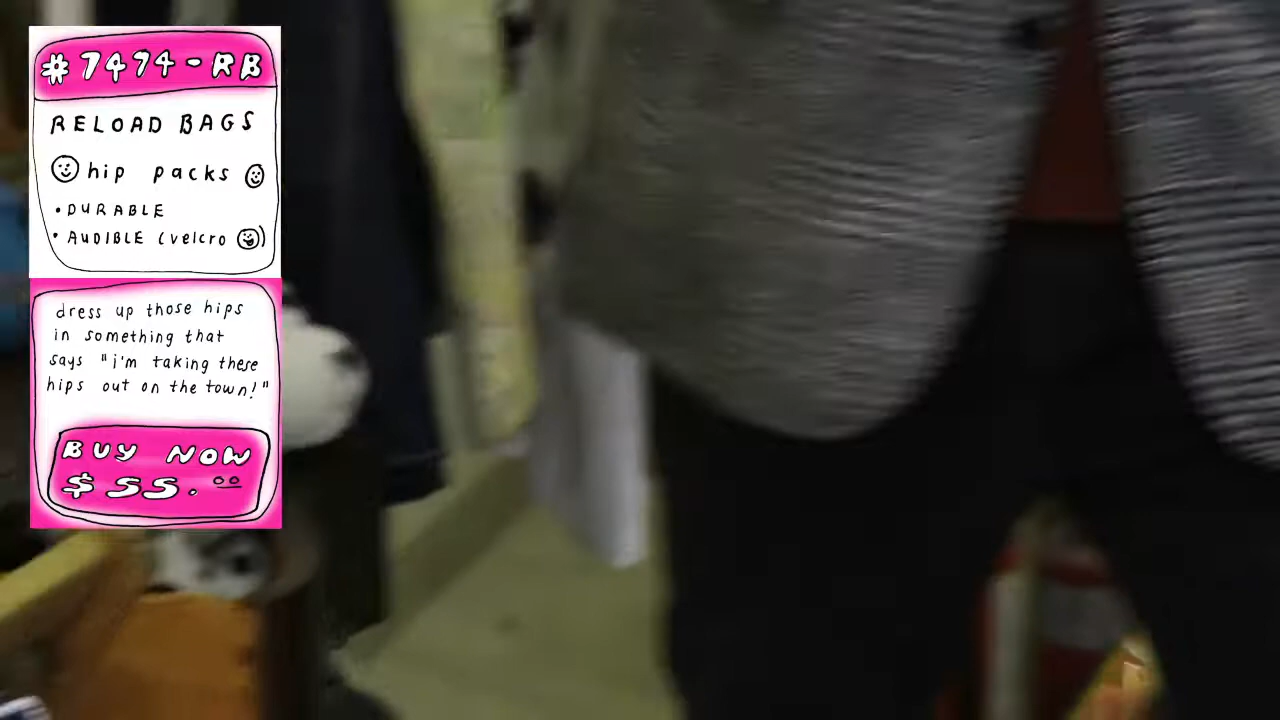 #7474-RB
RELOAD BAGS
hip packs
• DURABLE
• AUDIBLE (velcro )
dress up those hips
in something that
says "i'm taking these
hips out on the town!"
BUY NOW
$55.00